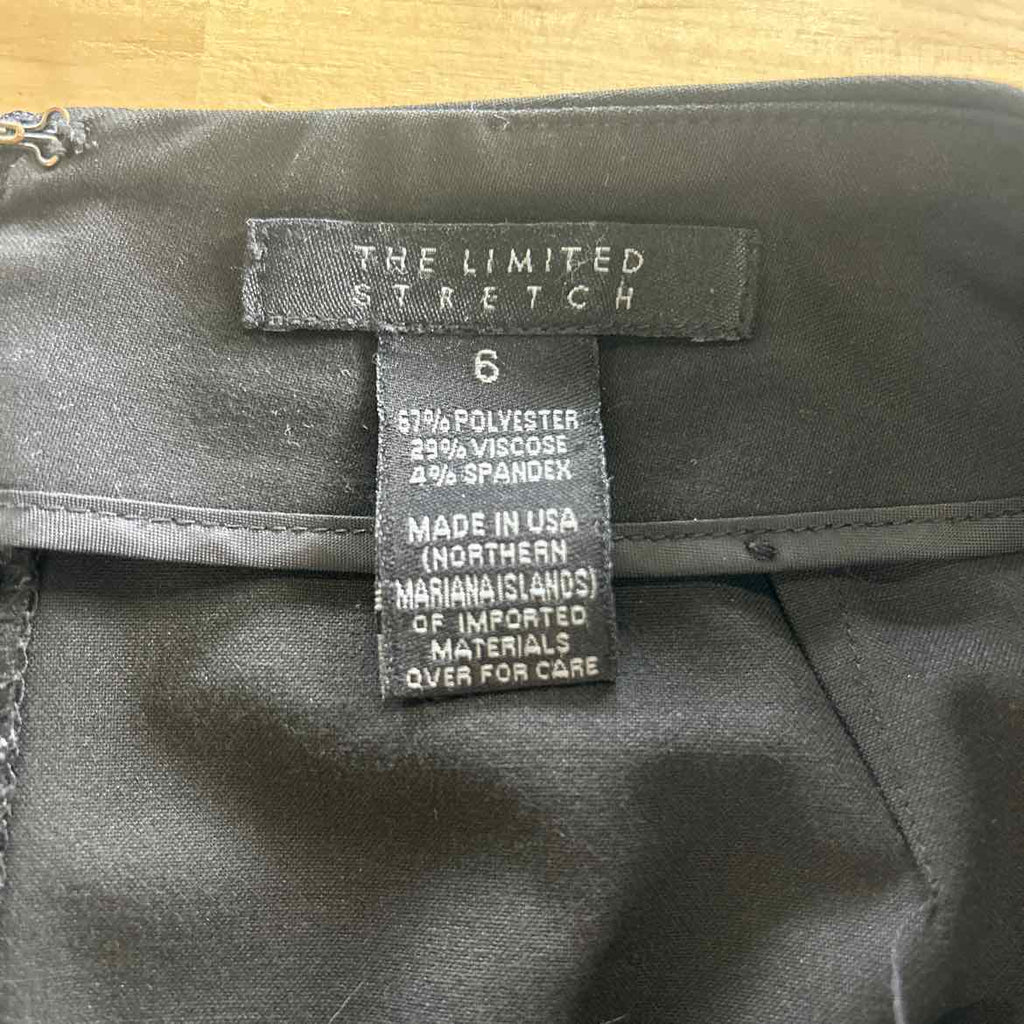 THE LIMITED
STRETCH
6
67% POLYESTER
29% VISCOSE
4% SPANDEX
MADE IN USA
(NORTHERN
MARIANA ISLANDS)
OF IMPORTED
MATERIALS
OVER FOR CARE